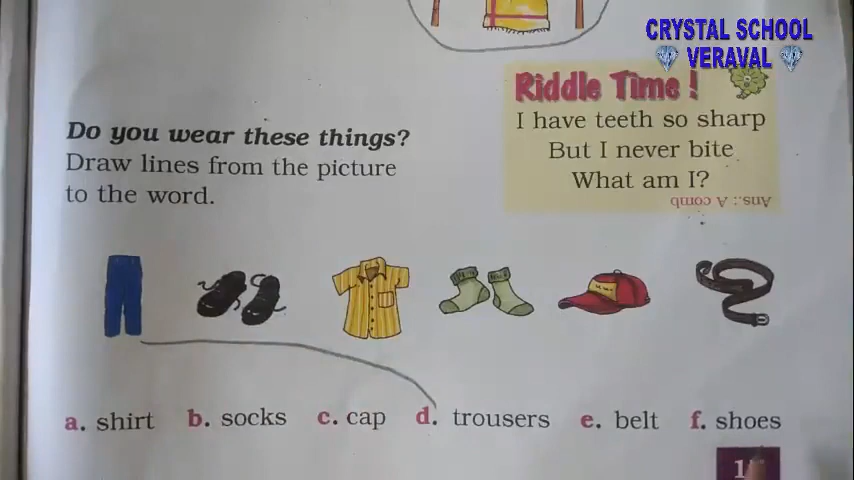 CRYSTAL SCHOOL
VERAVAL
Riddle Time!
I have teeth so sharp
But I never bite
What am I?
Ans.: A comb
Do you wear these things?
Draw lines from the picture
to the word.
a. shirt b. socks c. cap d. trousers e. belt f. shoes